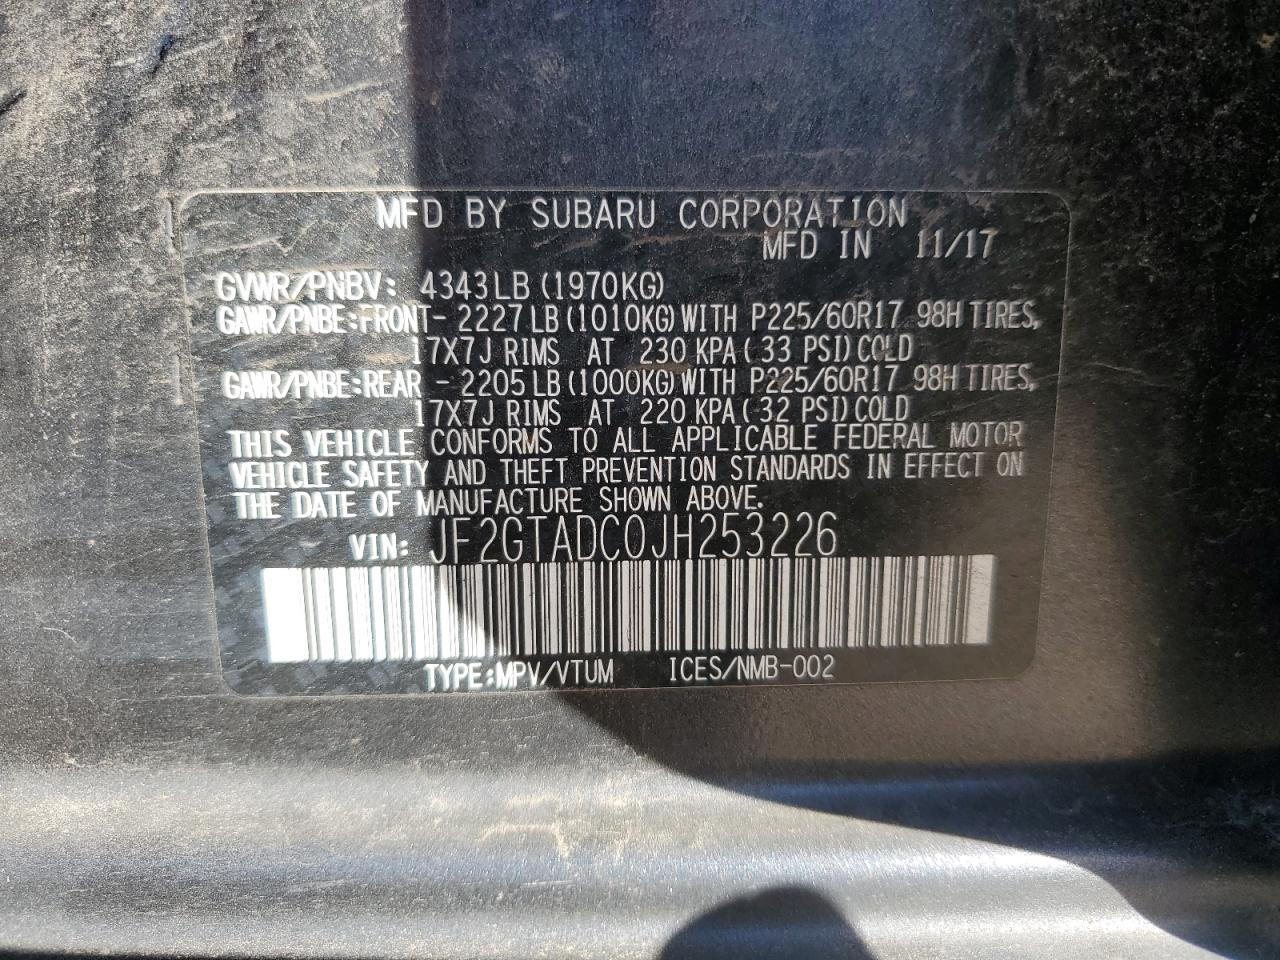 MFD BY SUBARU CORPORATION
MFD IN 11/17
GVWR/PNBV: 4343LB (1970KG)
GAWR/PNBE:FRONT- 2227LB (1010KG) WITH P225/60R17 98H TIRES,
17X7J RIMS AT 230 KPA (33 PSI) COLD
GAWR/PNBE:REAR - 2205LB (1000KG) WITH P225/60R17 98H TIRES,
17X7J RIMS AT 220 KPA (32 PSI) COLD
THIS VEHICLE CONFORMS TO ALL APPLICABLE FEDERAL MOTOR
VEHICLE SAFETY AND THEFT PREVENTION STANDARDS IN EFFECT ON
THE DATE OF MANUFACTURE SHOWN ABOVE.
VIN: JF2GTADC0JH253226
TYPE:MPV/VTUM ICES/NMB-002